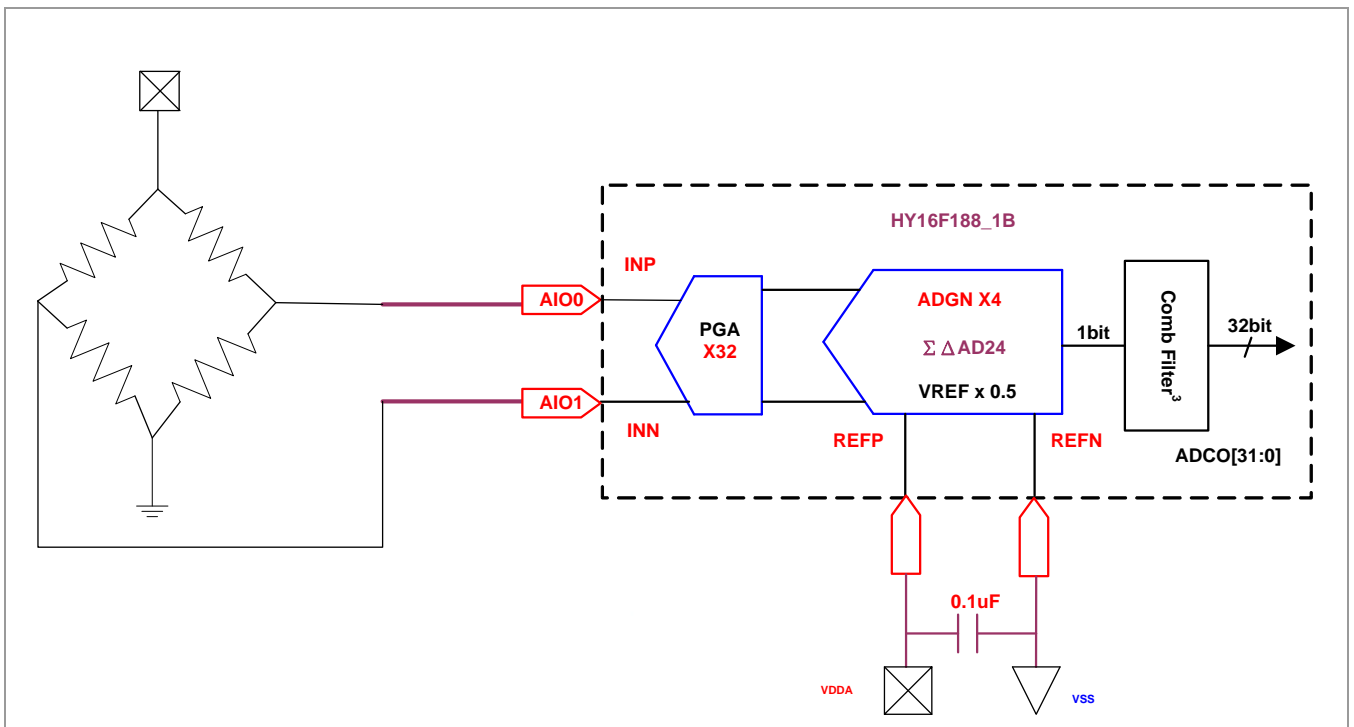 HY16F188_1B
INP
AIO0
PGA
X32
ADGN X4
Σ Δ AD24
VREF x 0.5
1bit
Comb Filter³
32bit
AIO1
INN
REFP
REFN
ADCO[31:0]
0.1uF
VDDA
VSS